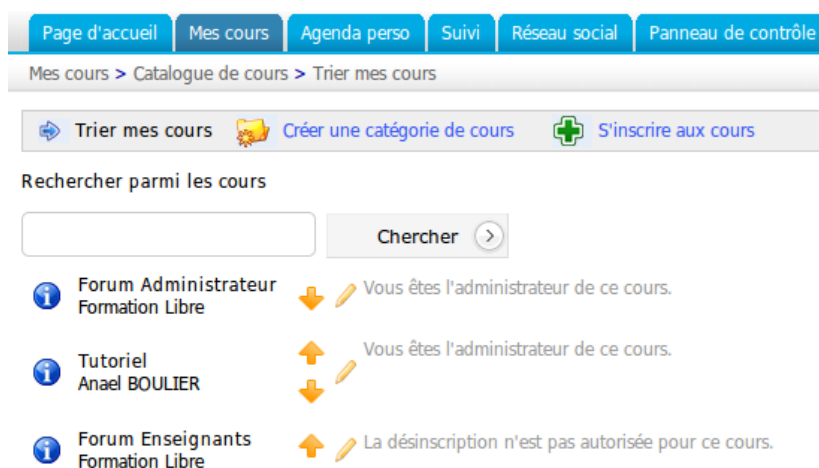 Page d'accueil Mes cours Agenda perso Suivi Réseau social Panneau de contrôle
Mes cours > Catalogue de cours > Trier mes cours
Trier mes cours Créer une catégorie de cours S'inscrire aux cours
Rechercher parmi les cours
Chercher
Forum Administrateur Vous êtes l'administrateur de ce cours.
Formation Libre
Tutoriel Vous êtes l'administrateur de ce cours.
Anael BOULIER
Forum Enseignants La désinscription n'est pas autorisée pour ce cours.
Formation Libre